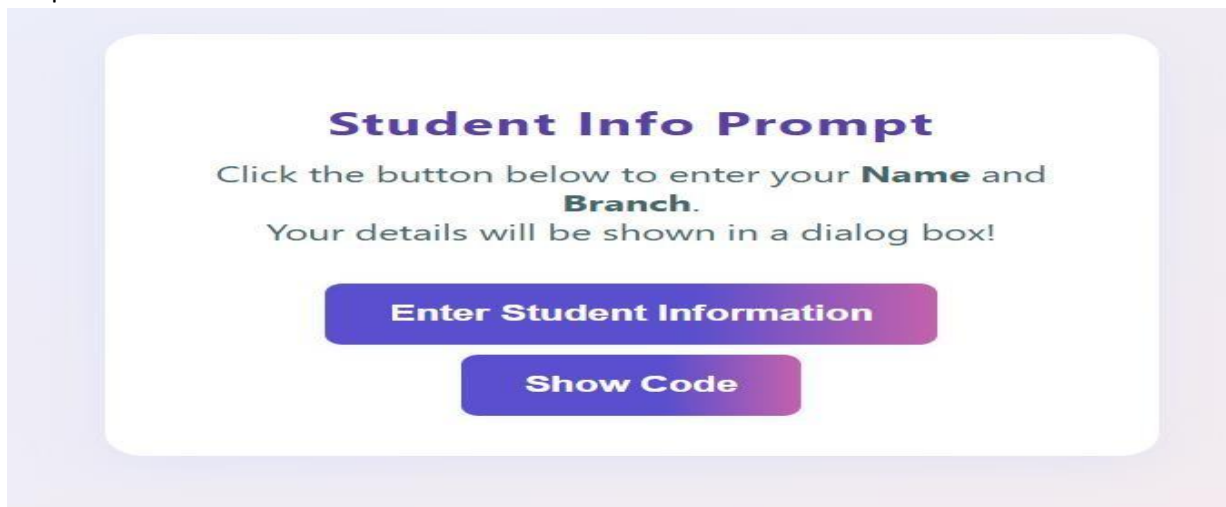 Student Info Prompt
Click the button below to enter your Name and
Branch.
Your details will be shown in a dialog box!
Enter Student Information
Show Code